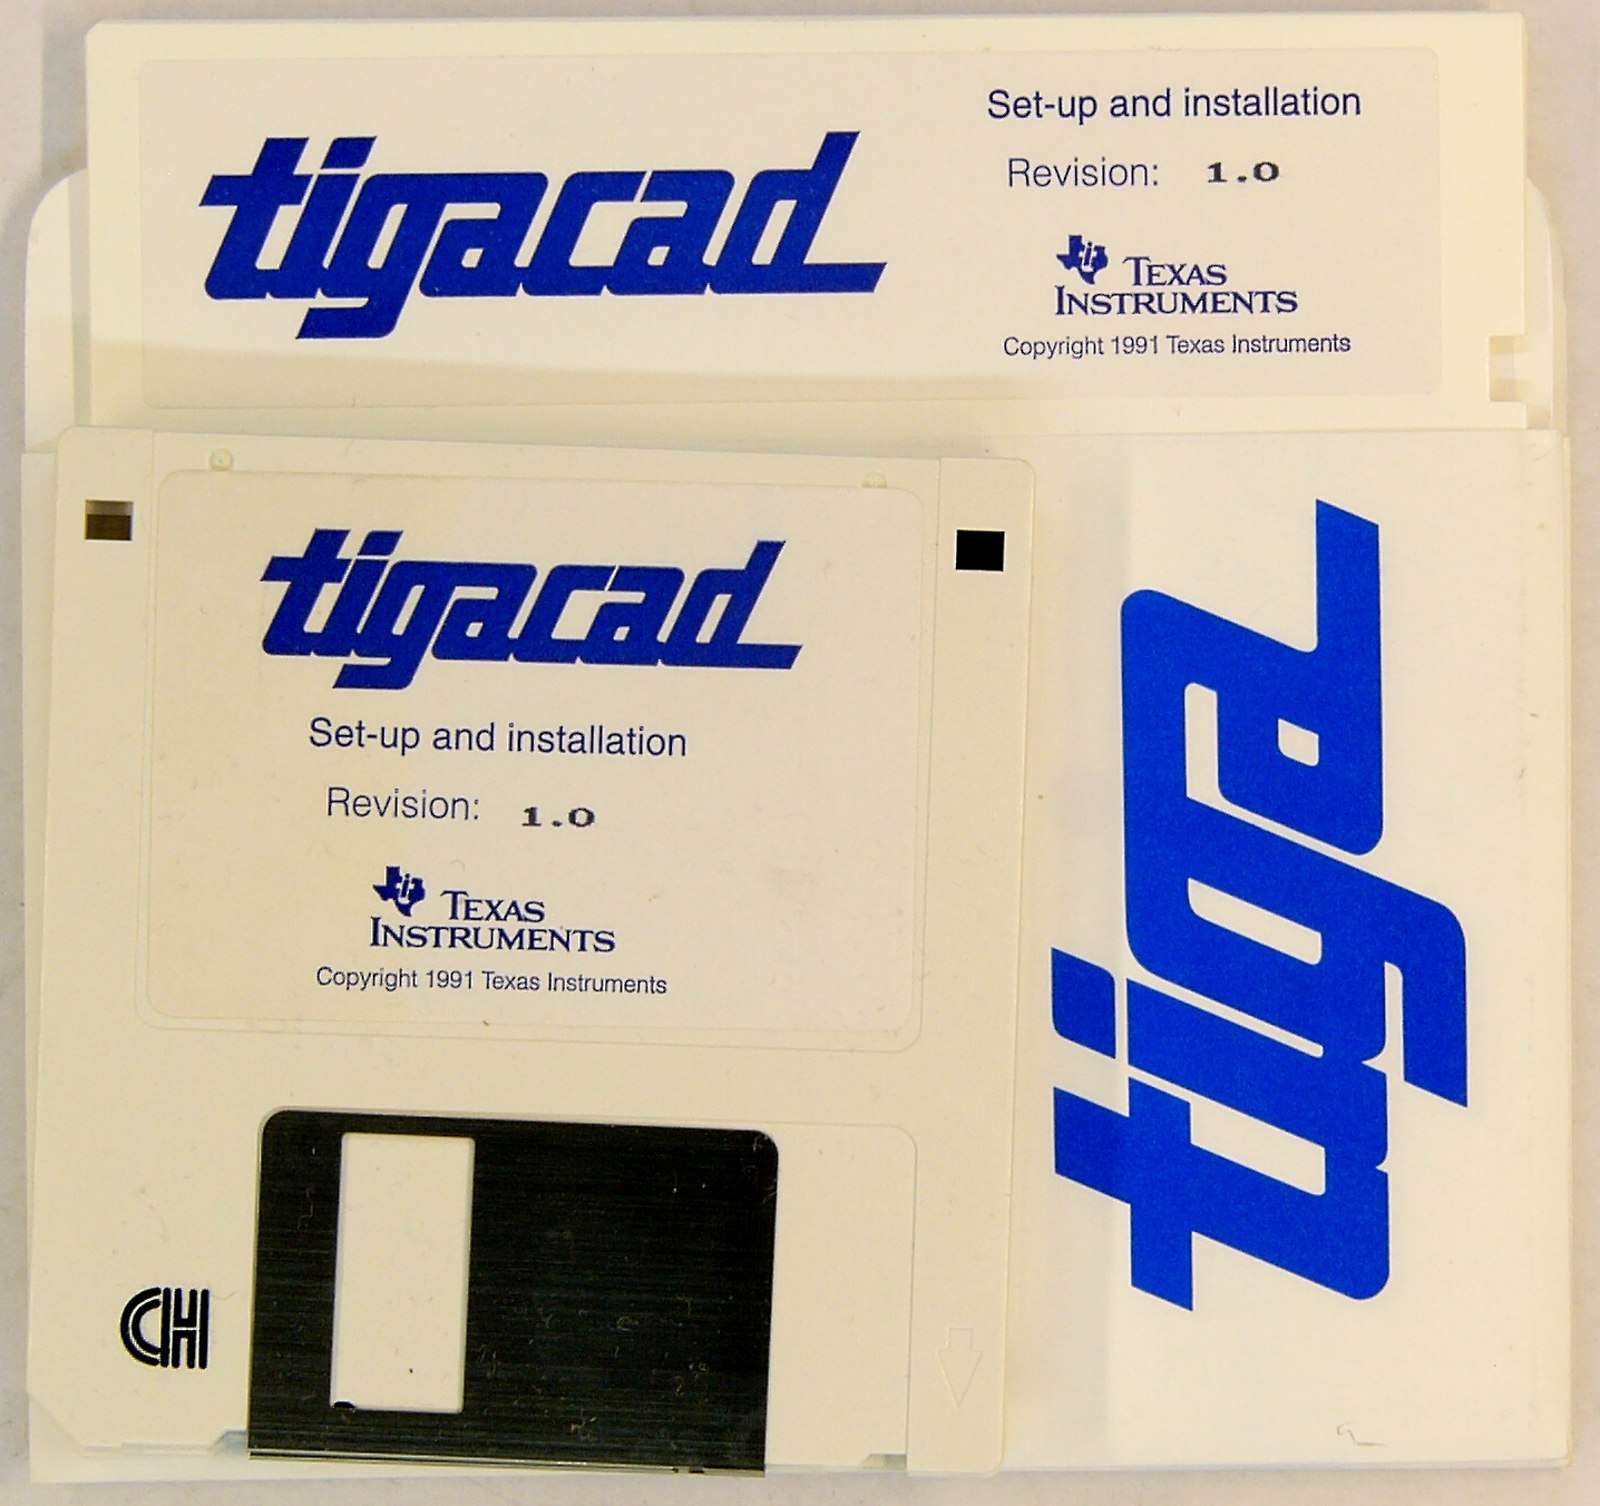 tigacad
Set-up and installation
Revision: 1.0
TEXAS
INSTRUMENTS
Copyright 1991 Texas Instruments
tigacad
Set-up and installation
Revision: 1.0
TEXAS
INSTRUMENTS
Copyright 1991 Texas Instruments
CH
tiga